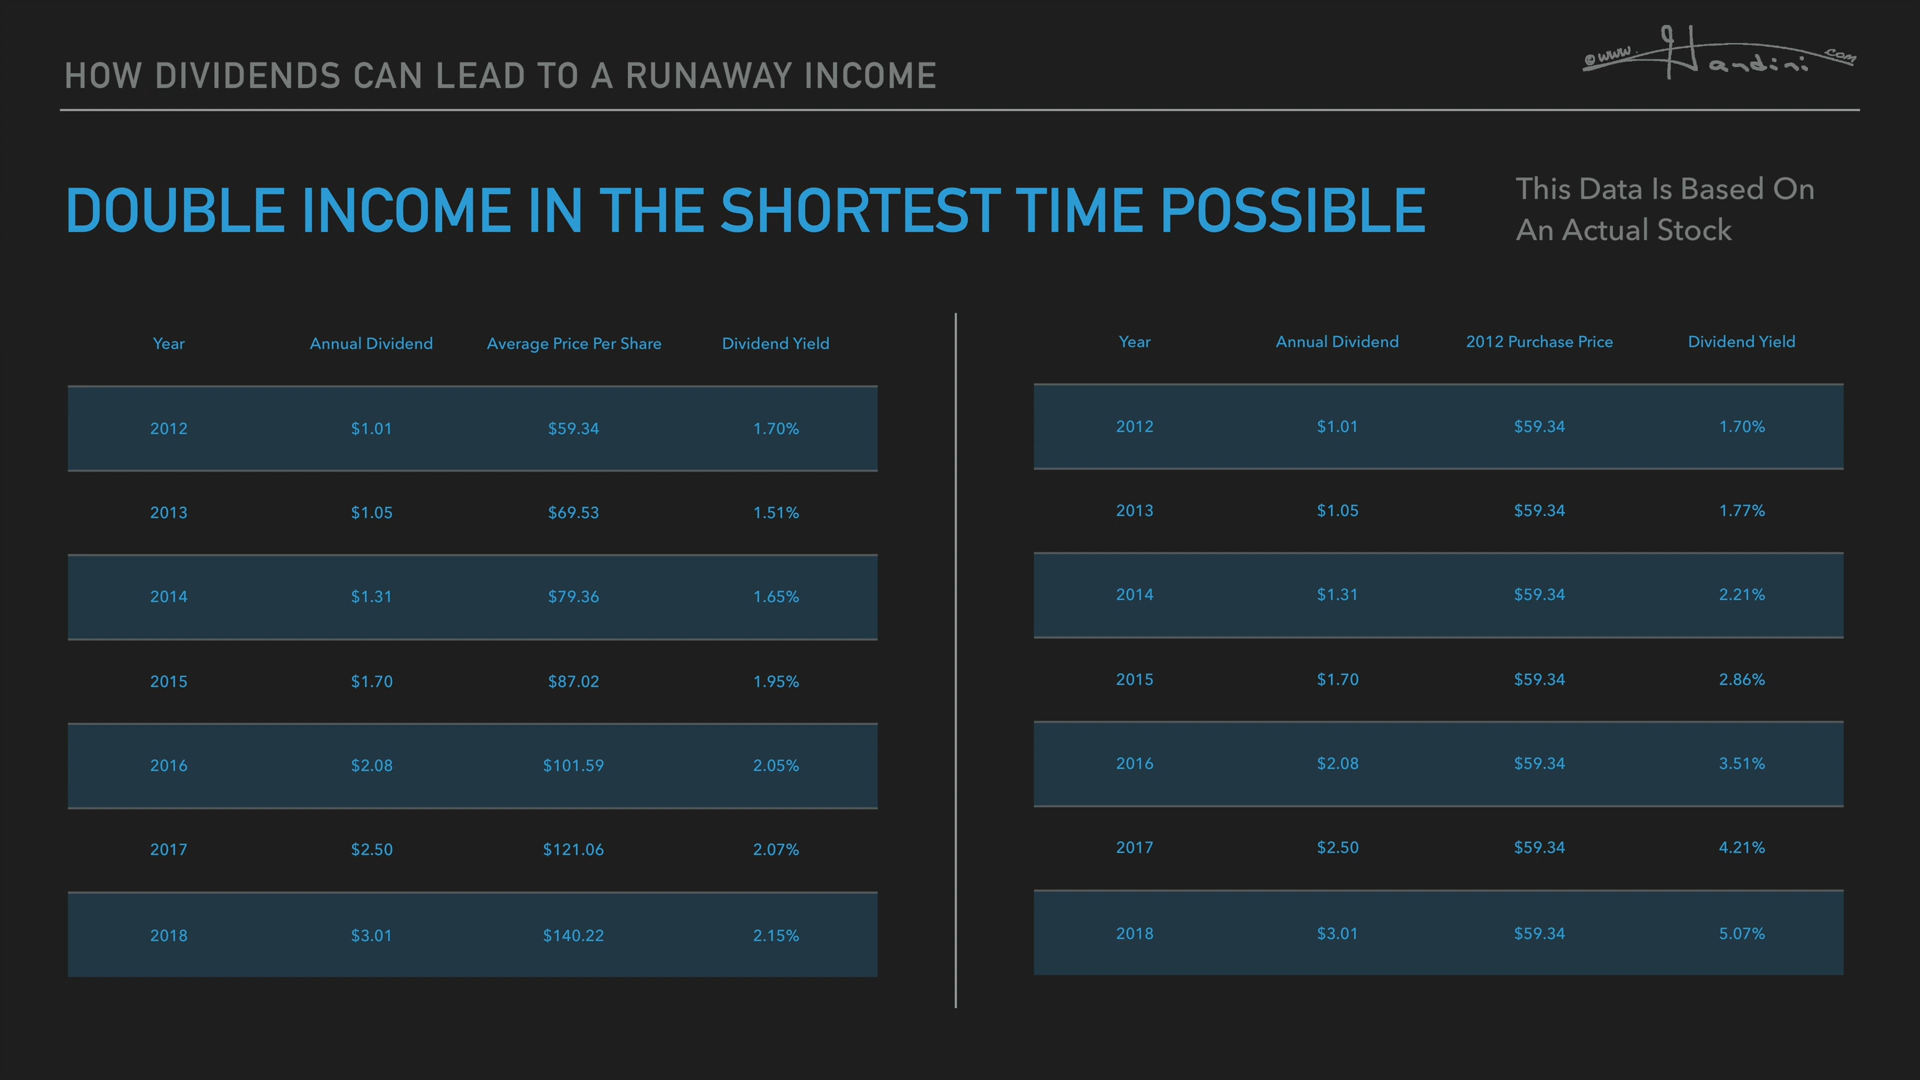 HOW DIVIDENDS CAN LEAD TO A RUNAWAY INCOME
©www.Handini.com
DOUBLE INCOME IN THE SHORTEST TIME POSSIBLE
This Data Is Based On
An Actual Stock
Year Annual Dividend Average Price Per Share Dividend Yield
2012 $1.01 $59.34 1.70%
2013 $1.05 $69.53 1.51%
2014 $1.31 $79.36 1.65%
2015 $1.70 $87.02 1.95%
2016 $2.08 $101.59 2.05%
2017 $2.50 $121.06 2.07%
2018 $3.01 $140.22 2.15%
Year Annual Dividend 2012 Purchase Price Dividend Yield
2012 $1.01 $59.34 1.70%
2013 $1.05 $59.34 1.77%
2014 $1.31 $59.34 2.21%
2015 $1.70 $59.34 2.86%
2016 $2.08 $59.34 3.51%
2017 $2.50 $59.34 4.21%
2018 $3.01 $59.34 5.07%